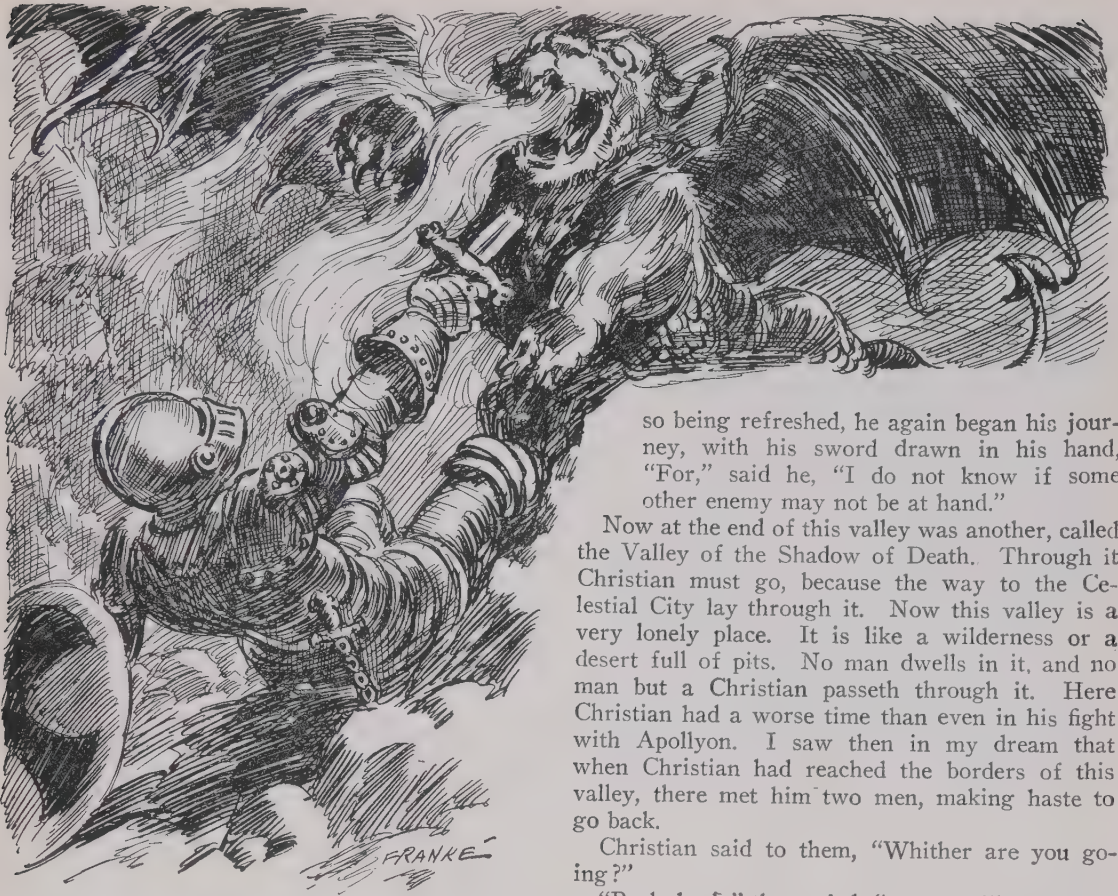 so being refreshed, he again began his jour-
ney, with his sword drawn in his hand,
“For,” said he, “I do not know if some
other enemy may not be at hand.”
Now at the end of this valley was another, called
the Valley of the Shadow of Death. Through it
Christian must go, because the way to the Ce-
lestial City lay through it. Now this valley is a
very lonely place. It is like a wilderness or a
desert full of pits. No man dwells in it, and no
man but a Christian passeth through it. Here
Christian had a worse time than even in his fight
with Apollyon. I saw then in my dream that
when Christian had reached the borders of this
valley, there met him two men, making haste to
go back.
Christian said to them, “Whither are you go-
ing?”
FRANKÉ